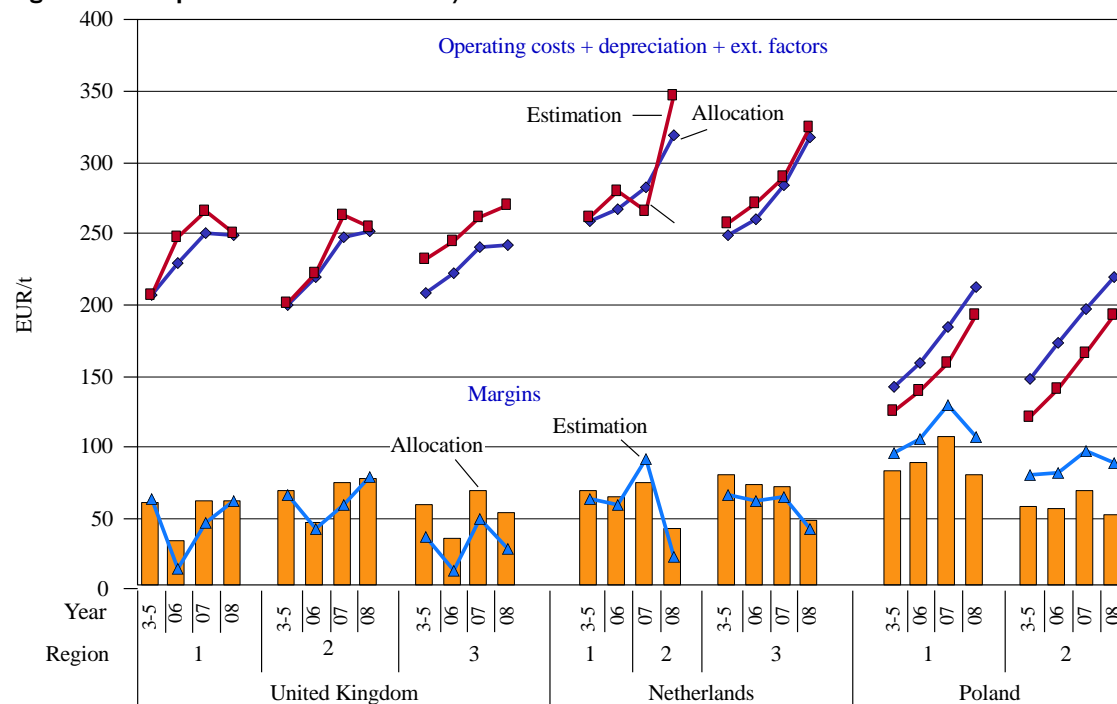 400
Operating costs + depreciation + ext. factors
350
Estimation
Allocation
300
250
EUR/t
200
150
Margins
Estimation
Allocation
100
50
0
Year
3-5 06 07 08 3-5 06 07 08 3-5 06 07 08 3-5 06 07 08 3-5 06 07 08 3-5 06 07 08 3-5 06 07 08
Region
1 2 3 1 2 3 1 2
United Kingdom Netherlands Poland